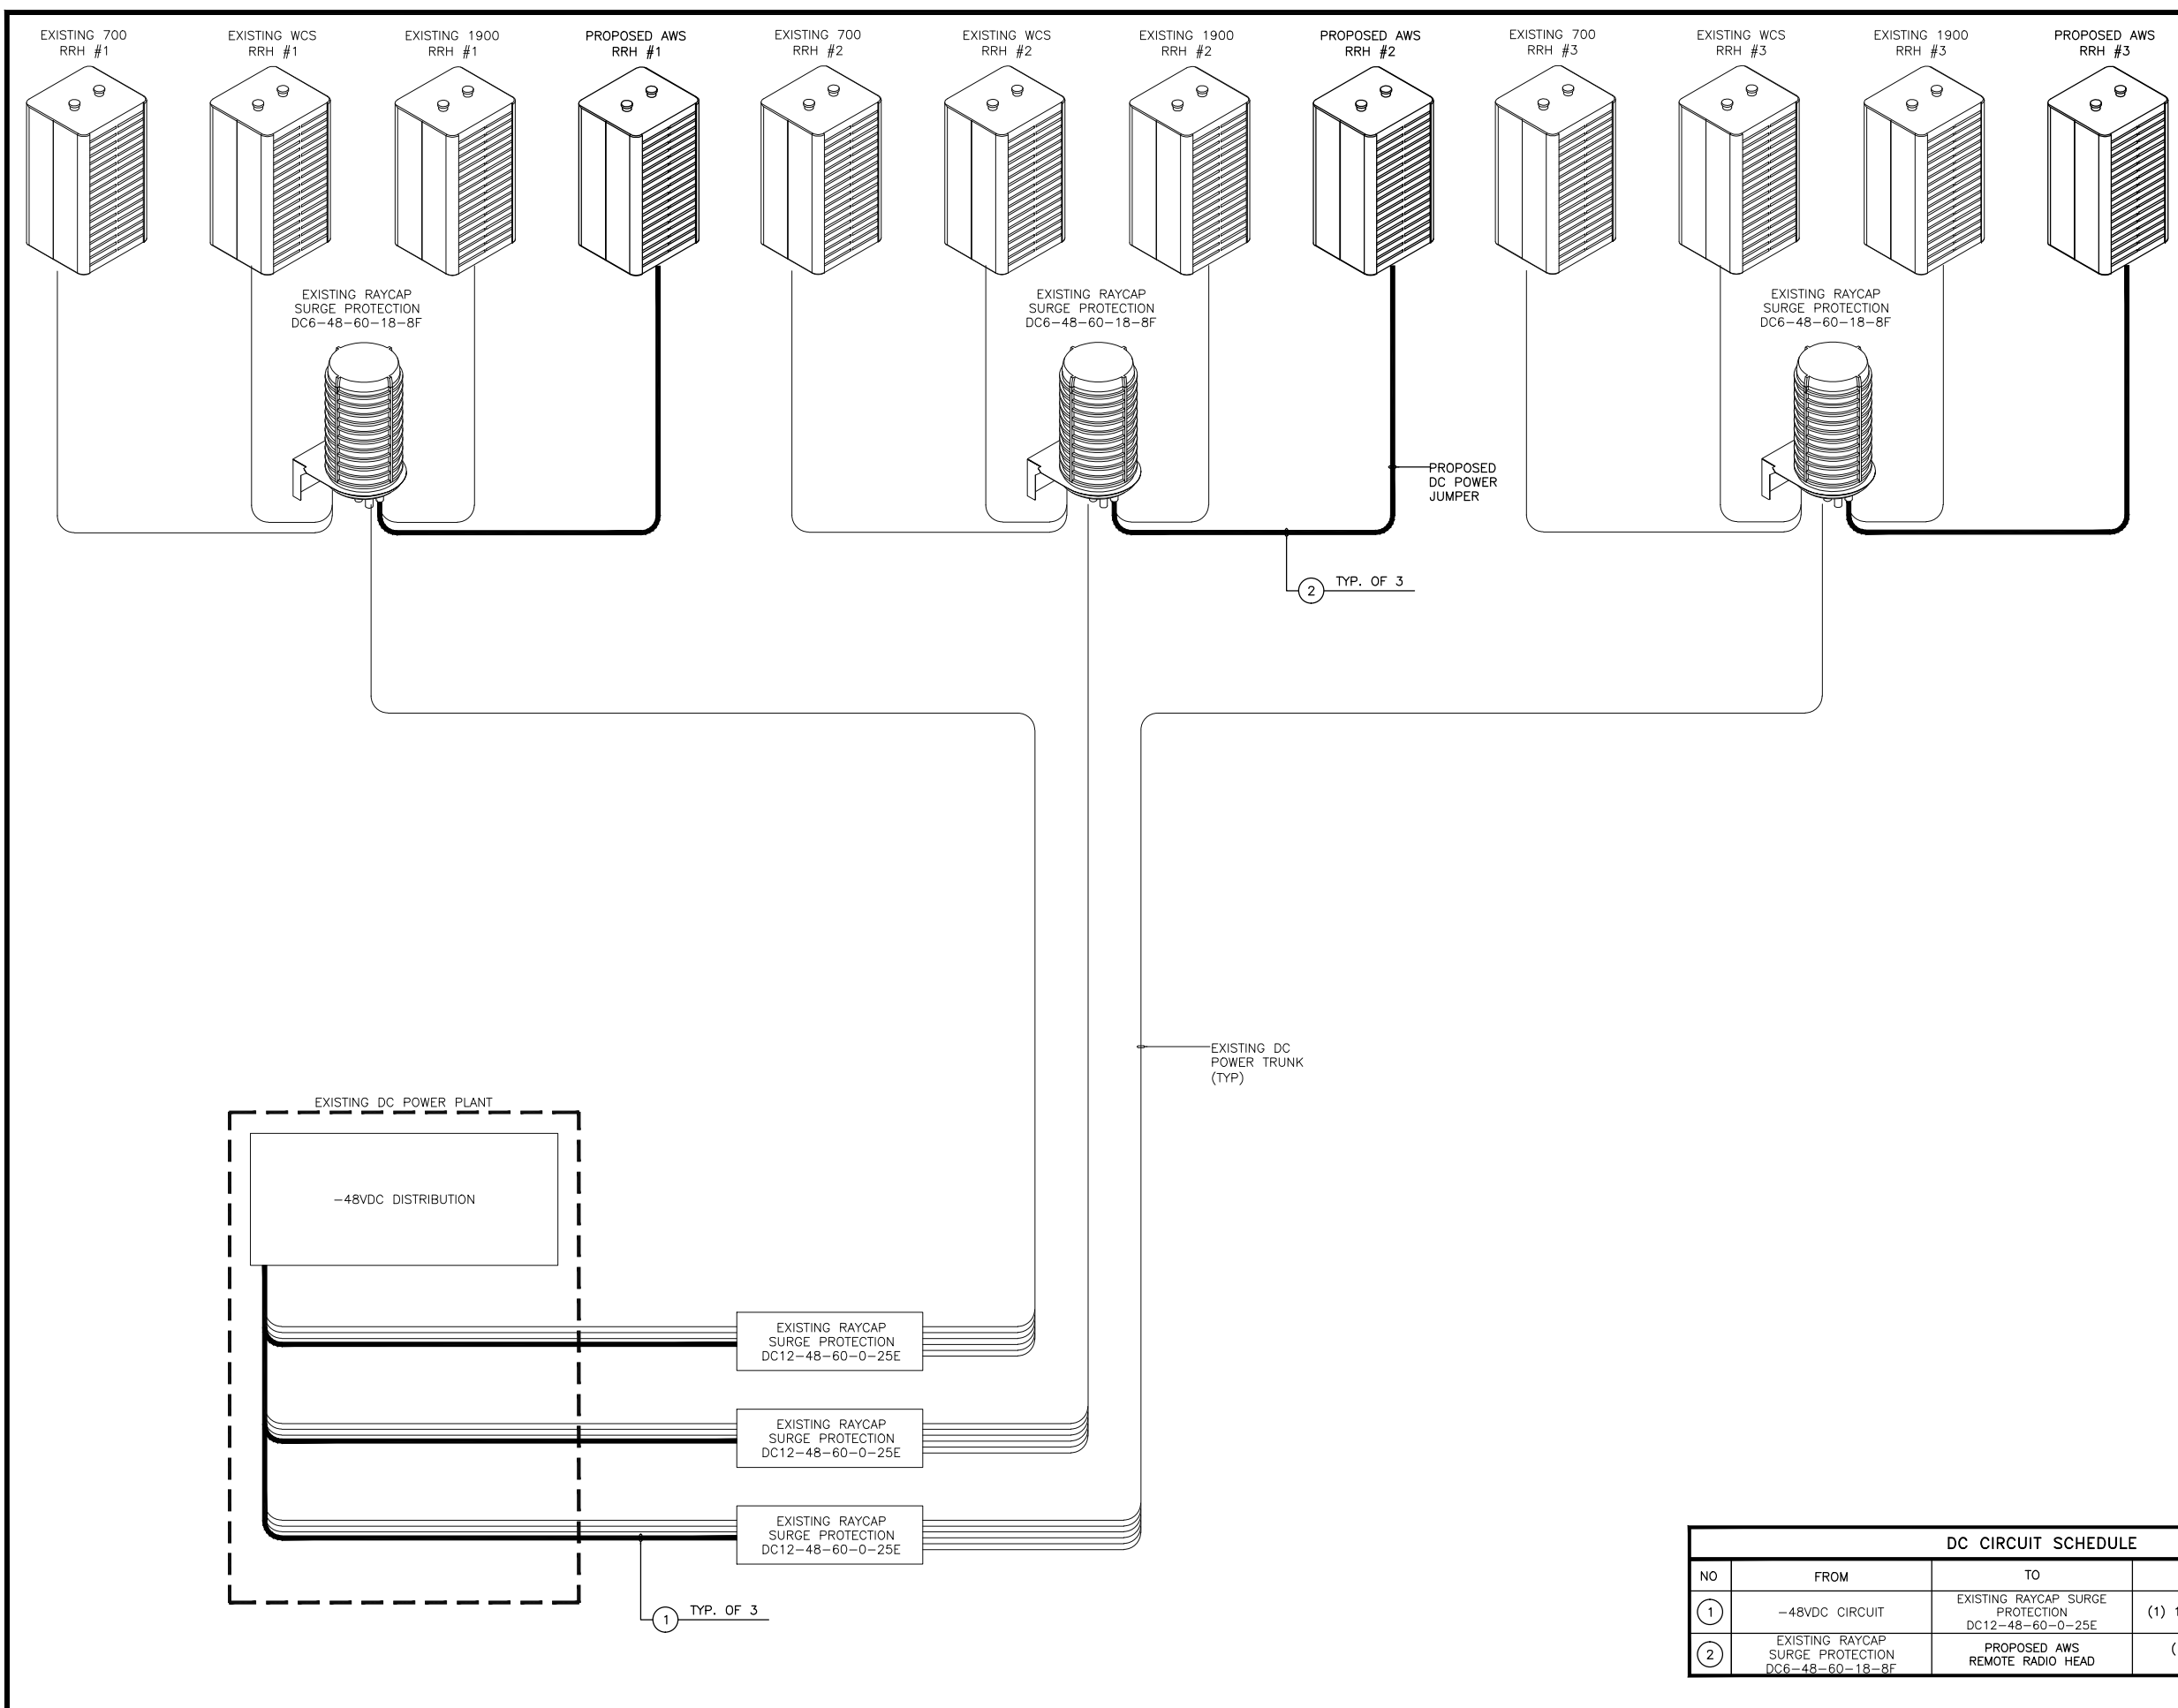 EXISTING 700
RRH #1
EXISTING WCS
RRH #1
EXISTING 1900
RRH #1
PROPOSED AWS
RRH #1
EXISTING 700
RRH #2
EXISTING WCS
RRH #2
EXISTING 1900
RRH #2
PROPOSED AWS
RRH #2
EXISTING 700
RRH #3
EXISTING WCS
RRH #3
EXISTING 1900
RRH #3
PROPOSED AWS
RRH #3
EXISTING RAYCAP
SURGE PROTECTION
DC6-48-60-18-8F
EXISTING RAYCAP
SURGE PROTECTION
DC6-48-60-18-8F
EXISTING RAYCAP
SURGE PROTECTION
DC6-48-60-18-8F
PROPOSED
DC POWER
JUMPER
2 TYP. OF 3
EXISTING DC
POWER TRUNK
(TYP)
EXISTING DC POWER PLANT
-48VDC DISTRIBUTION
EXISTING RAYCAP
SURGE PROTECTION
DC12-48-60-0-25E
EXISTING RAYCAP
SURGE PROTECTION
DC12-48-60-0-25E
EXISTING RAYCAP
SURGE PROTECTION
DC12-48-60-0-25E
1 TYP. OF 3
DC CIRCUIT SCHEDULE
NO FROM TO
1
-48VDC CIRCUIT
EXISTING RAYCAP SURGE
PROTECTION
DC12-48-60-0-25E
(1) 1
2
EXISTING RAYCAP
SURGE PROTECTION
DC6-48-60-18-8F
PROPOSED AWS
REMOTE RADIO HEAD
(